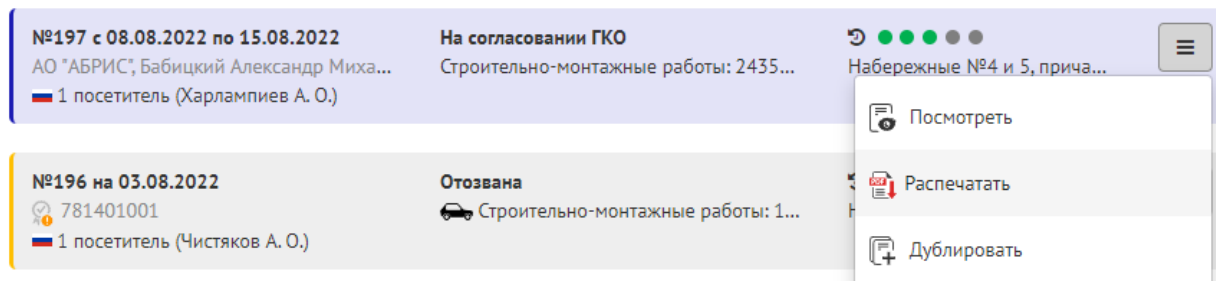 №197 с 08.08.2022 по 15.08.2022
АО "АБРИС", Бабицкий Александр Миха...
1 посетитель (Харлампиев А. О.)
На согласовании ГКО
Строительно-монтажные работы: 2435...
Набережные №4 и 5, прича...
Посмотреть
Распечатать
Дублировать
№196 на 03.08.2022
781401001
1 посетитель (Чистяков А. О.)
Отозвана
Строительно-монтажные работы: 1...